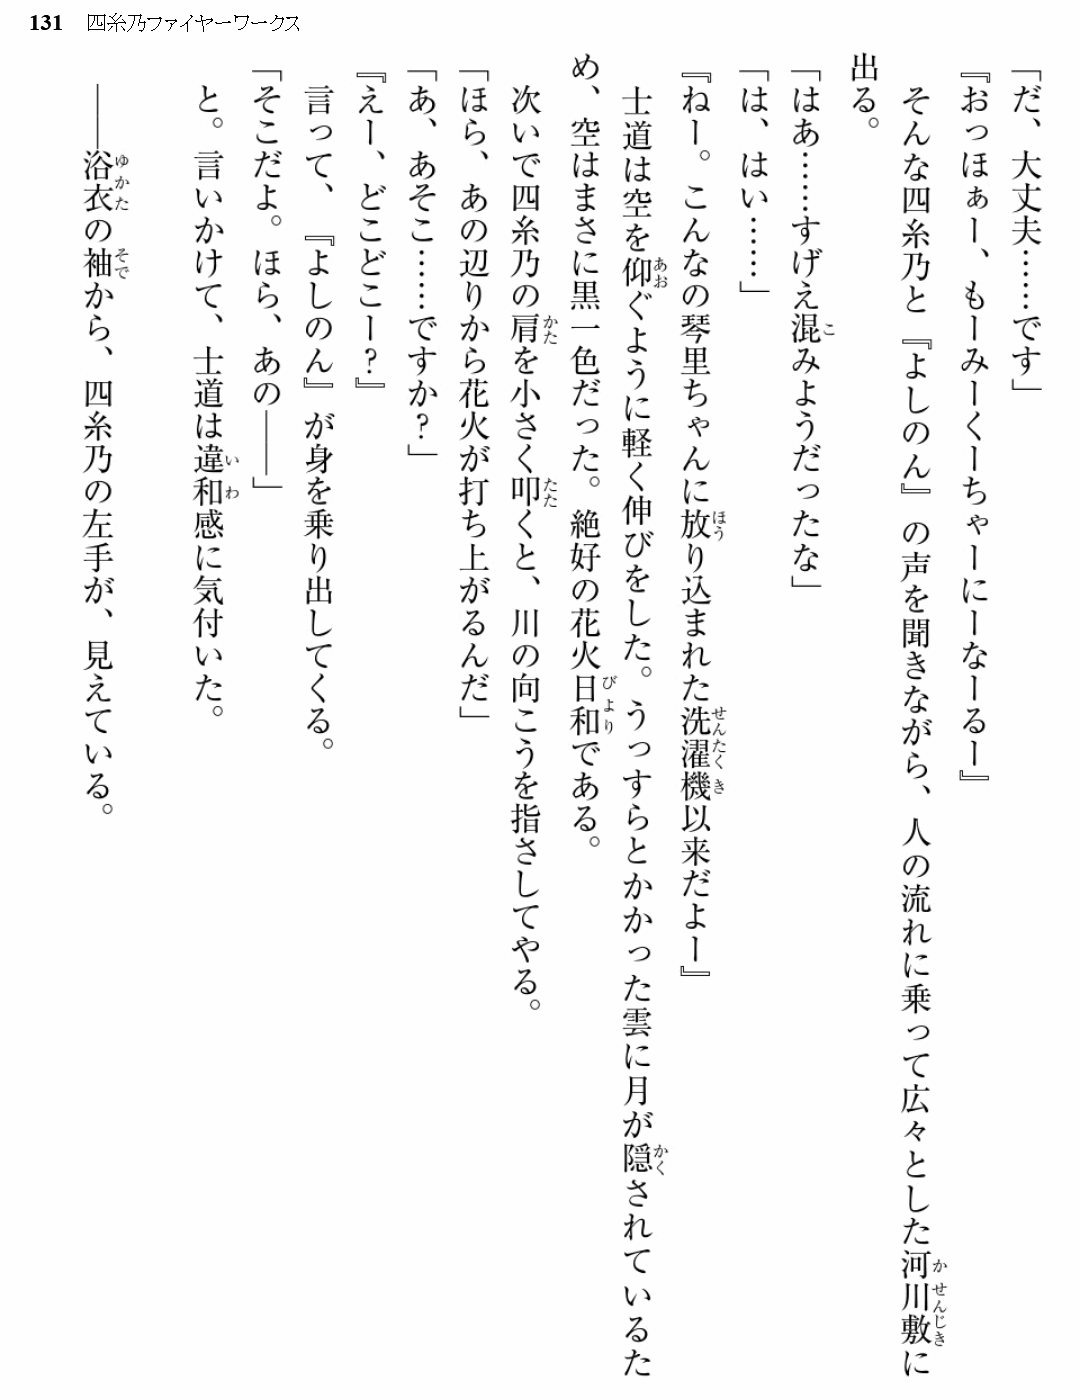 131　四糸乃ファイヤーワークス
「だ、大丈夫……です」
『おっほぁー、もーみーくーちゃーにーなーるー』
そんな四糸乃と『よしのん』の声を聞きながら、人の流れに乗って広々とした河川敷に
出る。
「はあ……すげえ混みようだったな」
「は、はい……」
『ねー。こんなの琴里ちゃんに放り込まれた洗濯機以来だよー』
士道は空を仰ぐように軽く伸びをした。うっすらとかかった雲に月が隠されているた
め、空はまさに黒一色だった。絶好の花火日和である。
次いで四糸乃の肩を小さく叩くと、川の向こうを指さしてやる。
「ほら、あの辺りから花火が打ち上がるんだ」
「あ、あそこ……ですか？」
『えー、どこどこー？』
言って、『よしのん』が身を乗り出してくる。
「そこだよ。ほら、あの――」
と。言いかけて、士道は違和感に気付いた。
――浴衣の袖から、四糸乃の左手が、見えている。